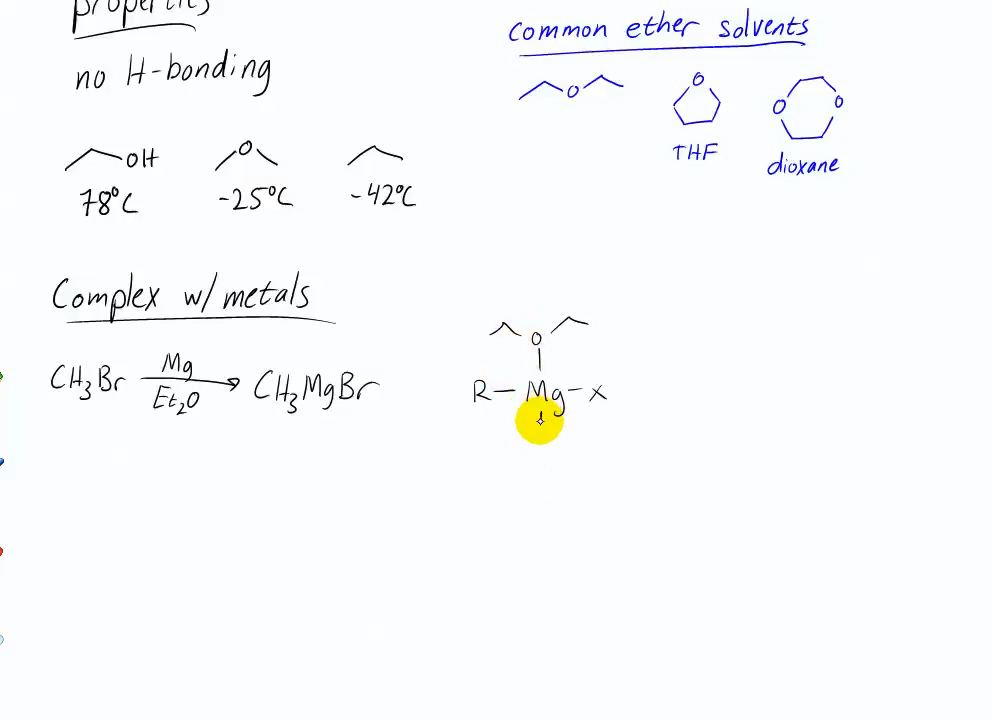 properties
no H-bonding
OH
78°C
O
-25°C
-42°C
Common ether solvents
O
O
THF
O O
dioxane
Complex w/metals
CH₃Br Mg Et₂O CH₃MgBr
O
R-Mg-X